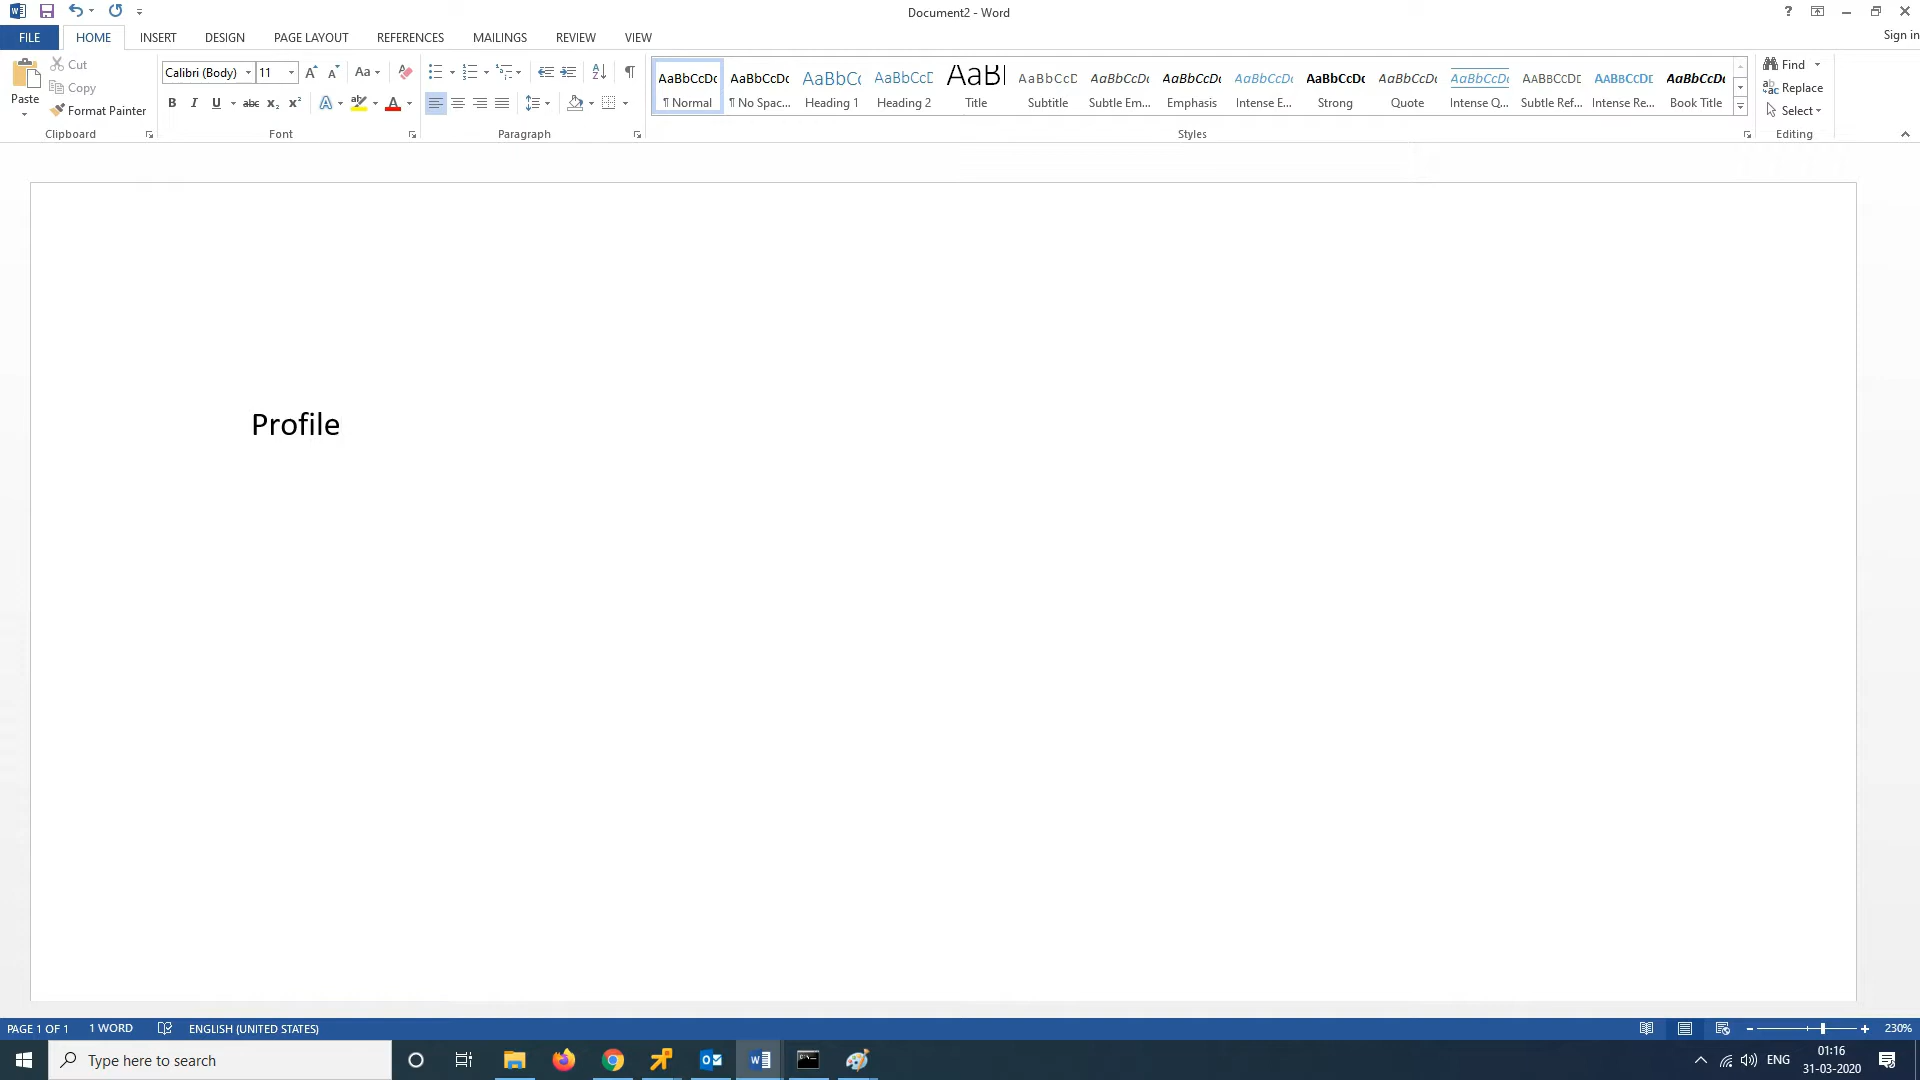 Document2 - Word
Sign in
FILE HOME INSERT DESIGN PAGE LAYOUT REFERENCES MAILINGS REVIEW VIEW
Paste
Cut
Copy
Format Painter
Clipboard
Calibri (Body) 11
Aa
B I U abc x₂ x² A ab A
Font
Paragraph
AaBbCcDc AaBbCcDc AaBbCc AaBbCcD AaB AaBbCcD AaBbCcDc AaBbCcDc AaBbCcDc AaBbCcDc AaBbCcDc AaBbCcDc AABBCCDE AABBCCDE AaBbCcDc
¶ Normal ¶ No Spac... Heading 1 Heading 2 Title Subtitle Subtle Em... Emphasis Intense E... Strong Quote Intense Q... Subtle Ref... Intense Re... Book Title
Styles
Find
Replace
Select
Editing
Profile
PAGE 1 OF 1 1 WORD ENGLISH (UNITED STATES) 230%
Type here to search
ENG
01:16
31-03-2020